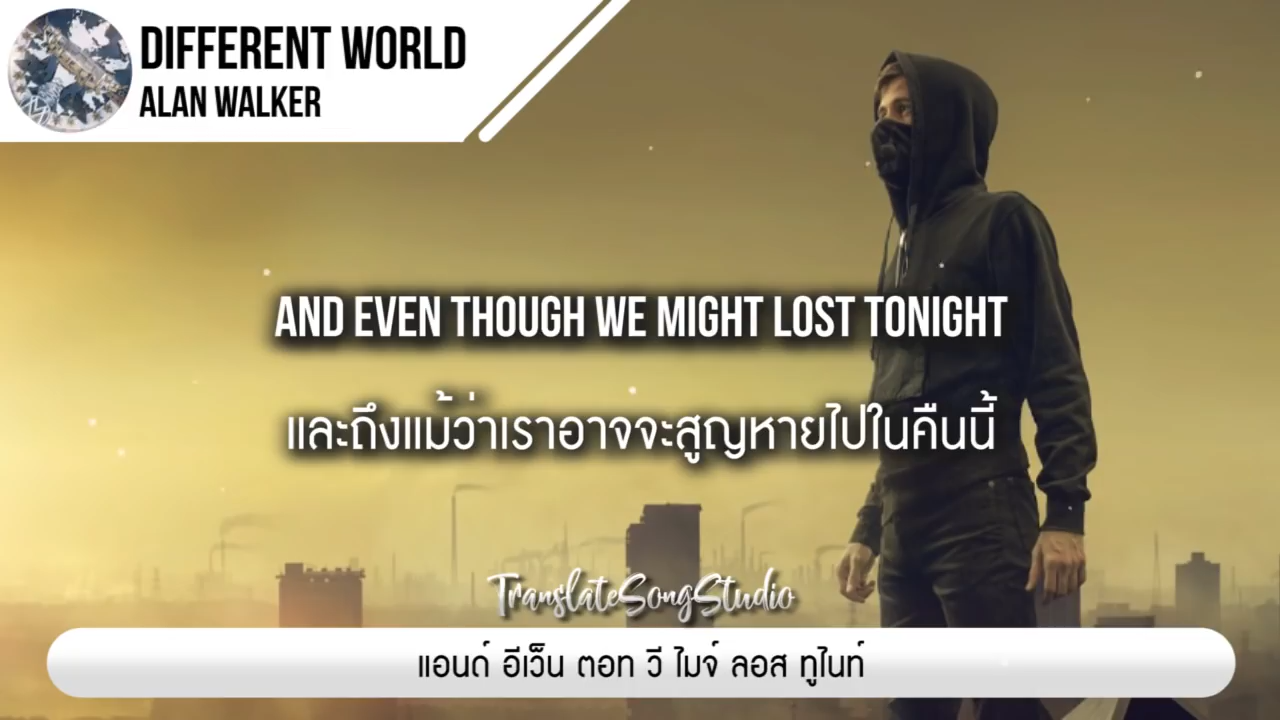 DIFFERENT WORLD
ALAN WALKER
AND EVEN THOUGH WE MIGHT LOST TONIGHT
และถึงแม้ว่าเราอาจจะสูญหายไปในคืนนี้
TranslateSongStudio
แอนด์ อีเว็น ตอท วี ไมจ์ ลอส ทูไนท์